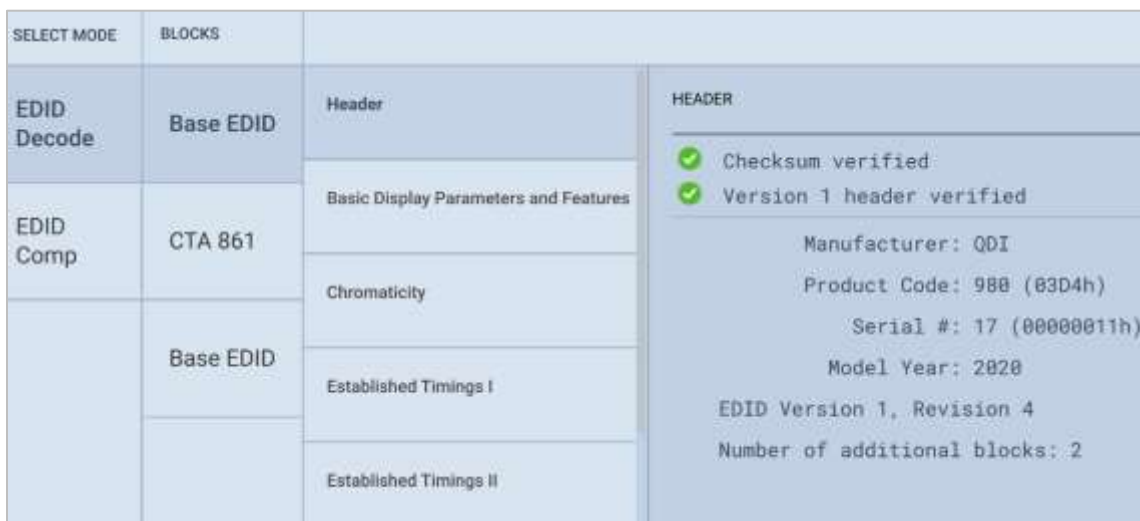 SELECT MODE
BLOCKS
EDID
Decode
EDID
Comp
Base EDID
CTA 861
Base EDID
Header
Basic Display Parameters and Features
Chromaticity
Established Timings I
Established Timings II
HEADER
Checksum verified
Version 1 header verified
Manufacturer: QDI
Product Code: 980 (03D4h)
Serial #: 17 (00000011h)
Model Year: 2020
EDID Version 1, Revision 4
Number of additional blocks: 2